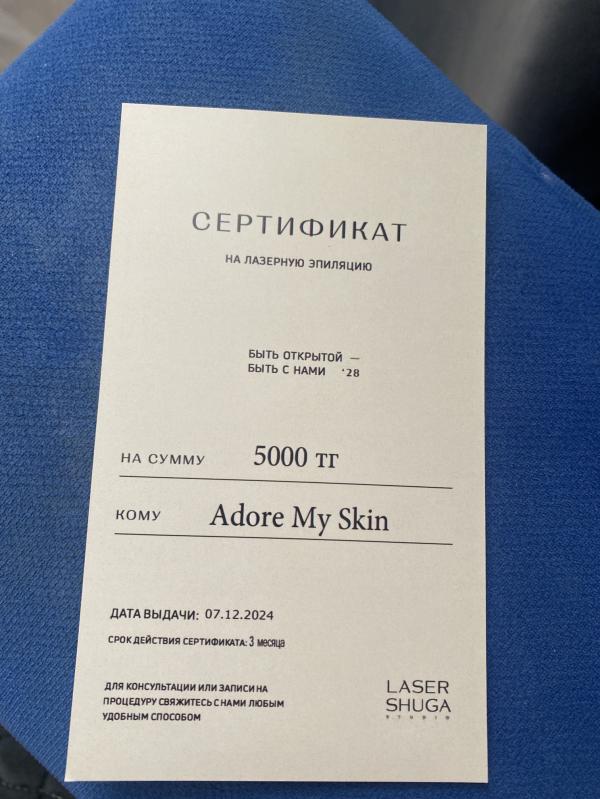 СЕРТИФИКАТ
НА ЛАЗЕРНУЮ ЭПИЛЯЦИЮ
БЫТЬ ОТКРЫТОЙ —
БЫТЬ С НАМИ '28
НА СУММУ 5000 тг
КОМУ Adore My Skin
ДАТА ВЫДАЧИ: 07.12.2024
СРОК ДЕЙСТВИЯ СЕРТИФИКАТА: 3 месяца
ДЛЯ КОНСУЛЬТАЦИИ ИЛИ ЗАПИСИ НА
ПРОЦЕДУРУ СВЯЖИТЕСЬ С НАМИ ЛЮБЫМ
УДОБНЫМ СПОСОБОМ
LASER
SHUGA
STUDIO